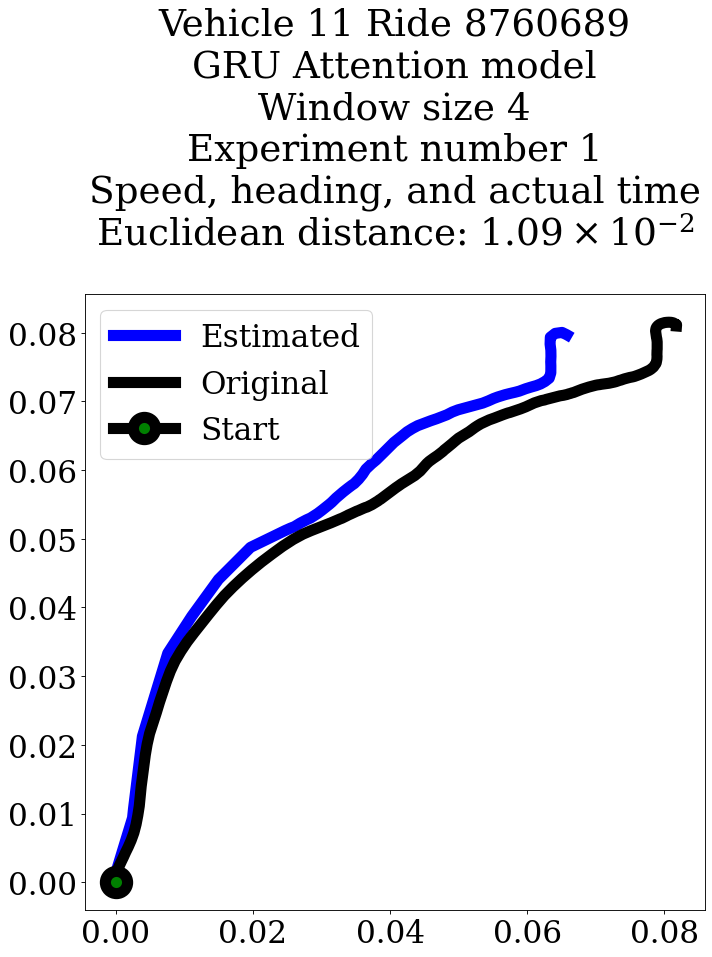 Vehicle 11 Ride 8760689
GRU Attention model
Window size 4
Experiment number 1
Speed, heading, and actual time
Euclidean distance: 1.09 × 10⁻²
Estimated
Original
Start
0.08
0.07
0.06
0.05
0.04
0.03
0.02
0.01
0.00
0.00 0.02 0.04 0.06 0.08